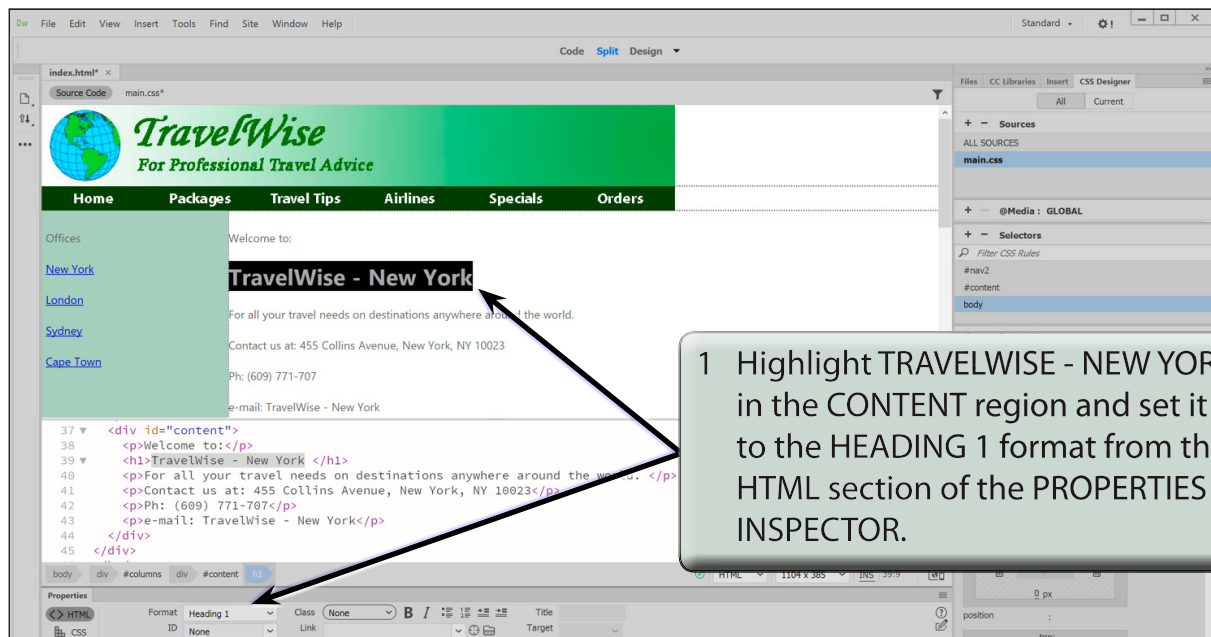 Dw File Edit View Insert Tools Find Site Window Help Standard
Code Split Design
index.html* ×
Source Code main.css*
TravelWise
For Professional Travel Advice
Home Packages Travel Tips Airlines Specials Orders
Offices
New York
London
Sydney
Cape Town
Welcome to:
TravelWise - New York
For all your travel needs on destinations anywhere around the world.
Contact us at: 455 Collins Avenue, New York, NY 10023
Ph: (609) 771-707
e-mail: TravelWise - New York
37 <div id="content">
38 <p>Welcome to:</p>
39 <h1>TravelWise - New York </h1>
40 <p>For all your travel needs on destinations anywhere around the world. </p>
41 <p>Contact us at: 455 Collins Avenue, New York, NY 10023</p>
42 <p>Ph: (609) 771-707</p>
43 <p>e-mail: TravelWise - New York</p>
44 </div>
45 </div>
body div #columns div #content h1
HTML 1104 x 385 INS 39:9
Properties
<> HTML Format Heading 1 Class None B I Title
CSS ID None Link Target
Files CC Libraries Insert CSS Designer
All Current
+ - Sources
ALL SOURCES
main.css
+ - @Media : GLOBAL
+ - Selectors
Filter CSS Rules
#nav2
#content
body
0 px
position :
1 Highlight TRAVELWISE - NEW YOR
in the CONTENT region and set it
to the HEADING 1 format from th
HTML section of the PROPERTIES
INSPECTOR.